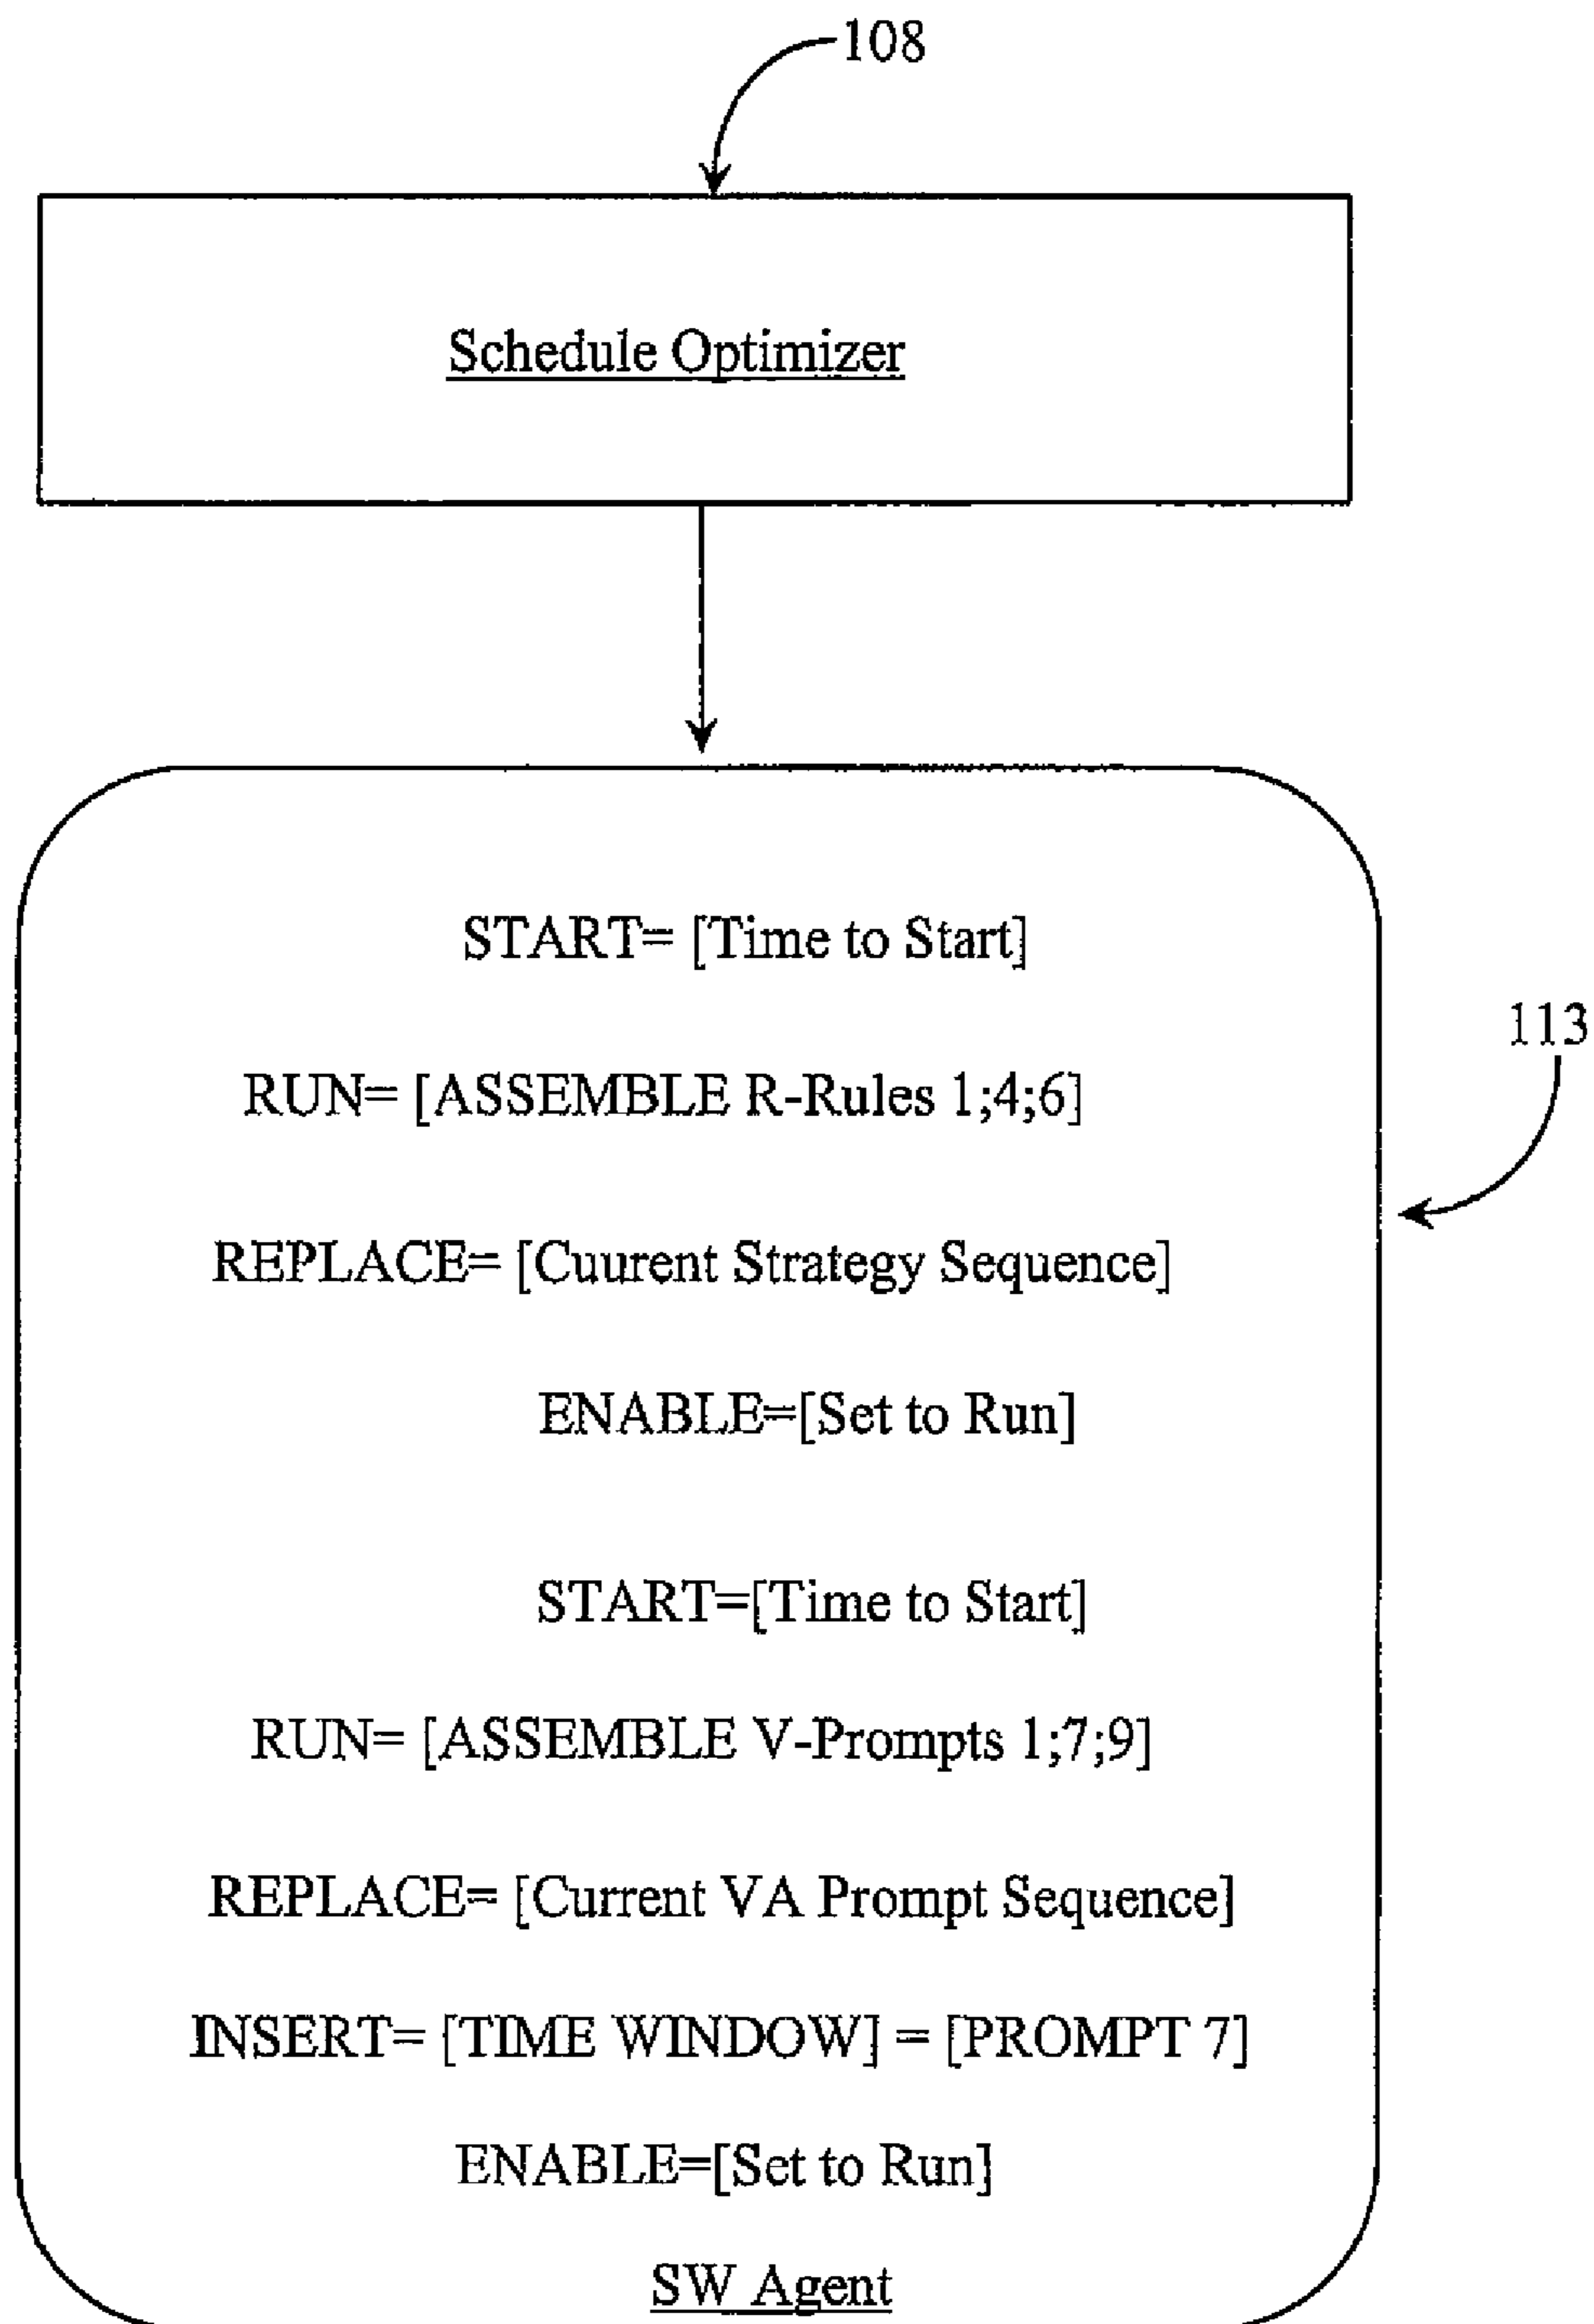 108
Schedule Optimizer
START= [Time to Start]
RUN= [ASSEMBLE R-Rules 1;4;6]
113
REPLACE= [Cuurent Strategy Sequence]
ENABLE=[Set to Run]
START=[Time to Start]
RUN= [ASSEMBLE V-Prompts 1;7;9]
REPLACE= [Current VA Prompt Sequence]
INSERT= [TIME WINDOW] = [PROMPT 7]
ENABLE=[Set to Run]
SW Agent